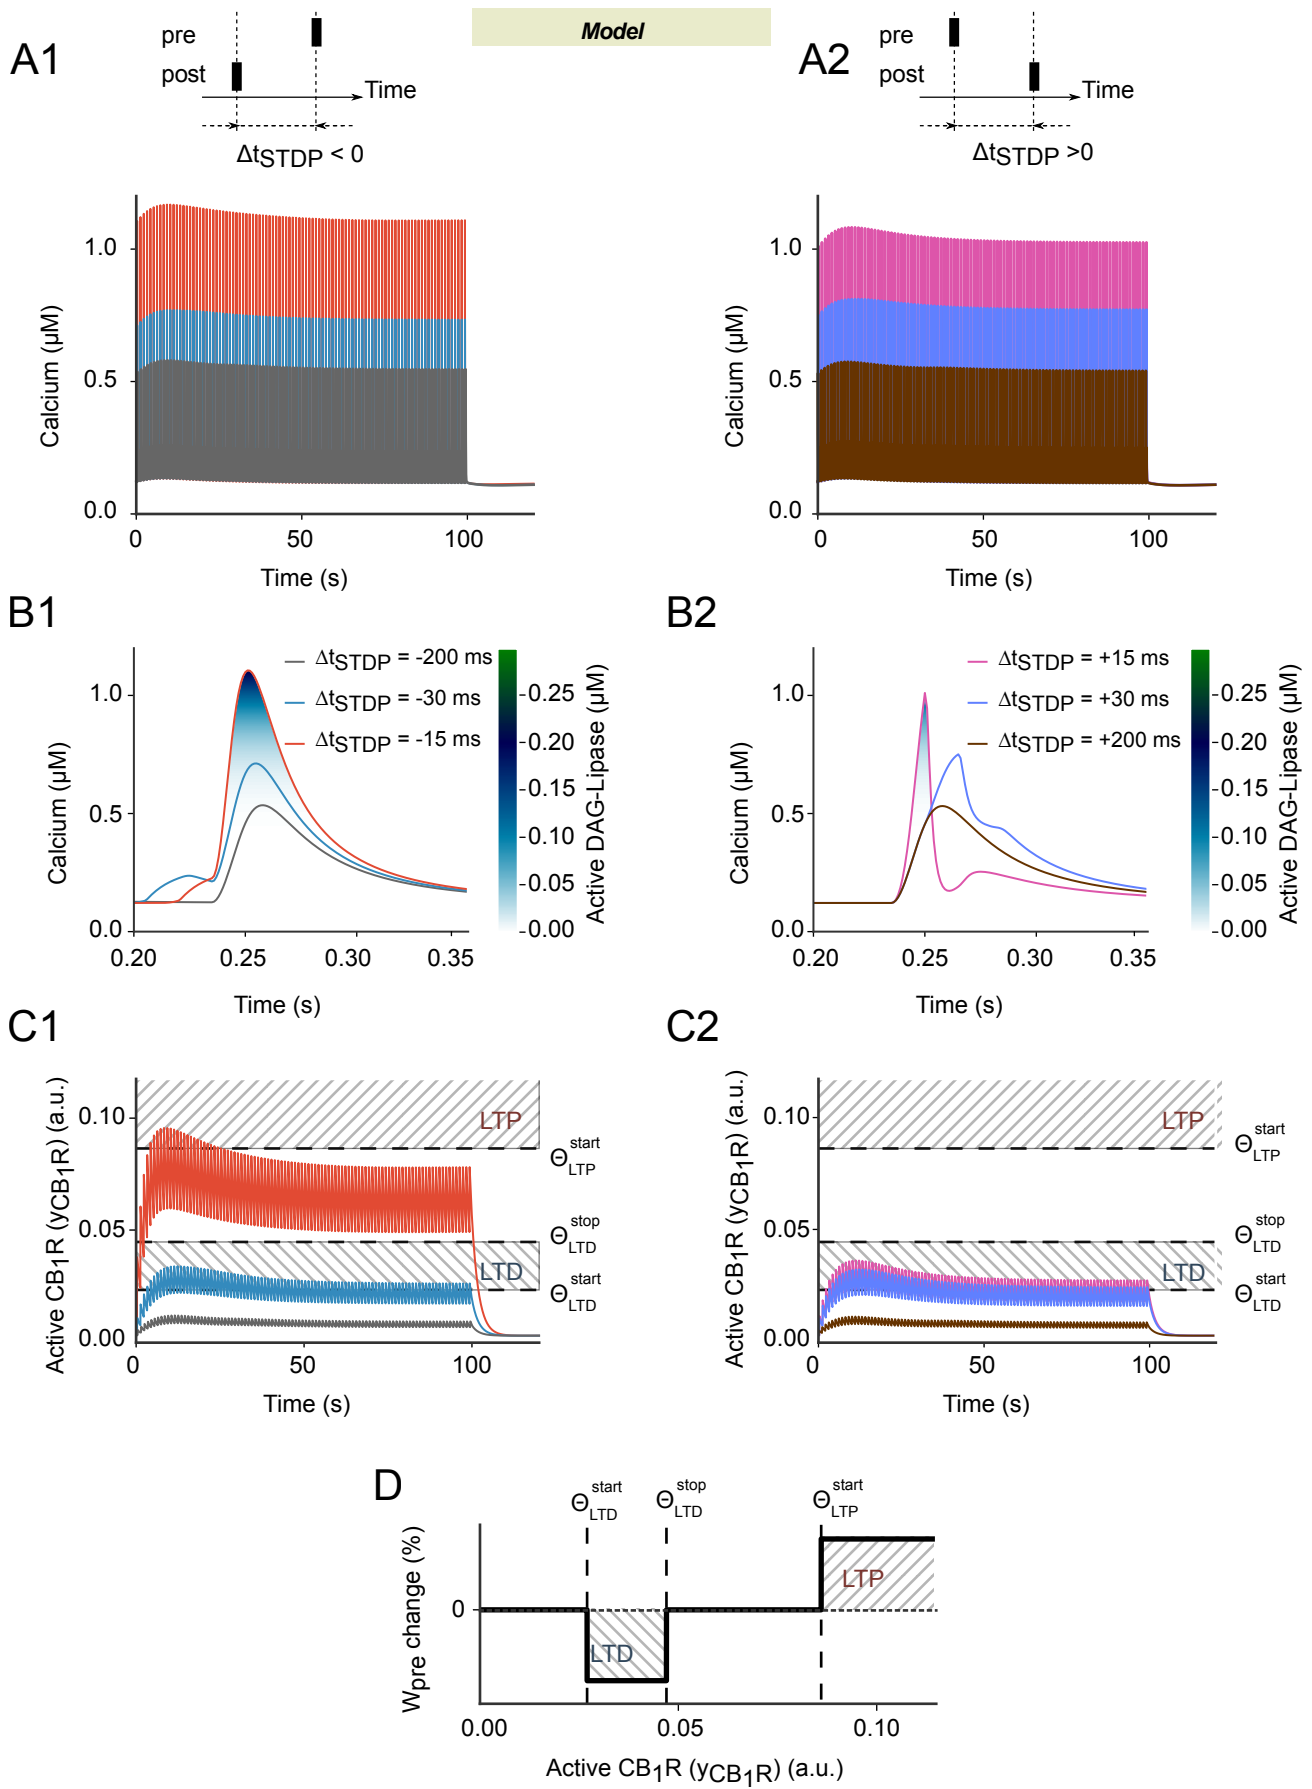 Model
A1
pre
post
Time
ΔtSTDP < 0
A2
pre
post
Time
ΔtSTDP >0
Calcium (µM)
1.0
0.5
0.0
0
50
100
Time (s)
Calcium (µM)
1.0
0.5
0.0
0
50
100
Time (s)
B1
Calcium (µM)
1.0
0.5
0.0
0.20
0.25
0.30
0.35
Time (s)
ΔtSTDP = -200 ms
ΔtSTDP = -30 ms
ΔtSTDP = -15 ms
0.25
0.20
0.15
0.10
0.05
0.00
Active DAG-Lipase (µM)
B2
Calcium (µM)
1.0
0.5
0.0
0.20
0.25
0.30
0.35
Time (s)
ΔtSTDP = +15 ms
ΔtSTDP = +30 ms
ΔtSTDP = +200 ms
0.25
0.20
0.15
0.10
0.05
0.00
Active DAG-Lipase (µM)
C1
Active CB1R (yCB1R) (a.u.)
0.10
0.05
0.00
0
50
100
Time (s)
LTP
LTD
Θ start LTP
Θ stop LTD
Θ start LTD
C2
Active CB1R (yCB1R) (a.u.)
0.10
0.05
0.00
0
50
100
Time (s)
LTP
LTD
Θ start LTP
Θ stop LTD
Θ start LTD
D
Θ start LTD
Θ stop LTD
Θ start LTP
Wpre change (%)
0
LTP
LTD
0.00
0.05
0.10
Active CB1R (yCB1R) (a.u.)